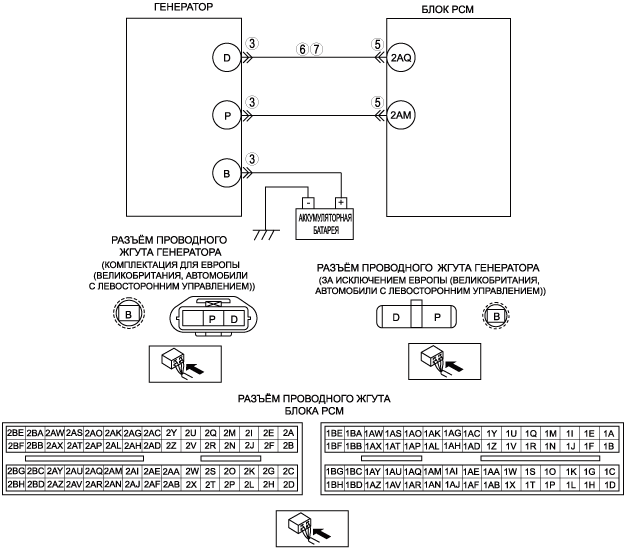 ГЕНЕРАТОР
БЛОК PCM
D 3 6 7 5 2AQ
P 3 5 2AM
B 3
- +
АККУМУЛЯТОРНАЯ
БАТАРЕЯ
РАЗЪЁМ ПРОВОДНОГО
ЖГУТА ГЕНЕРАТОРА
(КОМПЛЕКТАЦИЯ ДЛЯ ЕВРОПЫ
(ВЕЛИКОБРИТАНИЯ, АВТОМОБИЛИ
С ЛЕВОСТОРОННИМ УПРАВЛЕНИЕМ))
B P D
РАЗЪЁМ ПРОВОДНОГО ЖГУТА ГЕНЕРАТОРА
(ЗА ИСКЛЮЧЕНИЕМ ЕВРОПЫ (ВЕЛИКОБРИТАНИЯ,
АВТОМОБИЛИ С ЛЕВОСТОРОННИМ УПРАВЛЕНИЕМ))
D P B
РАЗЪЁМ ПРОВОДНОГО ЖГУТА
БЛОКА PCM
2BE 2BA 2AW 2AS 2AO 2AK 2AG 2AC 2Y 2U 2Q 2M 2I 2E 2A
2BF 2BB 2AX 2AT 2AP 2AL 2AH 2AD 2Z 2V 2R 2N 2J 2F 2B
2BG 2BC 2AY 2AU 2AQ 2AM 2AI 2AE 2AA 2W 2S 2O 2K 2G 2C
2BH 2BD 2AZ 2AV 2AR 2AN 2AJ 2AF 2AB 2X 2T 2P 2L 2H 2D
1BE 1BA 1AW 1AS 1AO 1AK 1AG 1AC 1Y 1U 1Q 1M 1I 1E 1A
1BF 1BB 1AX 1AT 1AP 1AL 1AH 1AD 1Z 1V 1R 1N 1J 1F 1B
1BG 1BC 1AY 1AU 1AQ 1AM 1AI 1AE 1AA 1W 1S 1O 1K 1G 1C
1BH 1BD 1AZ 1AV 1AR 1AN 1AJ 1AF 1AB 1X 1T 1P 1L 1H 1D